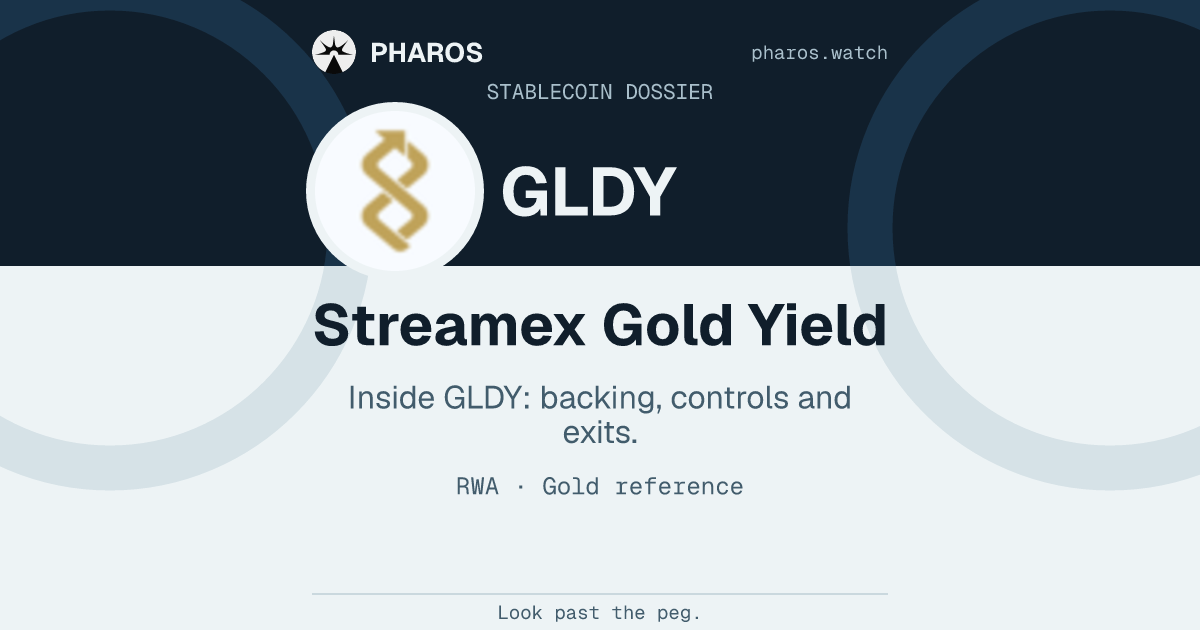 PHAROS
pharos.watch
STABLECOIN DOSSIER
GLDY
Streamex Gold Yield
Inside GLDY: backing, controls and
exits.
RWA · Gold reference
Look past the peg.